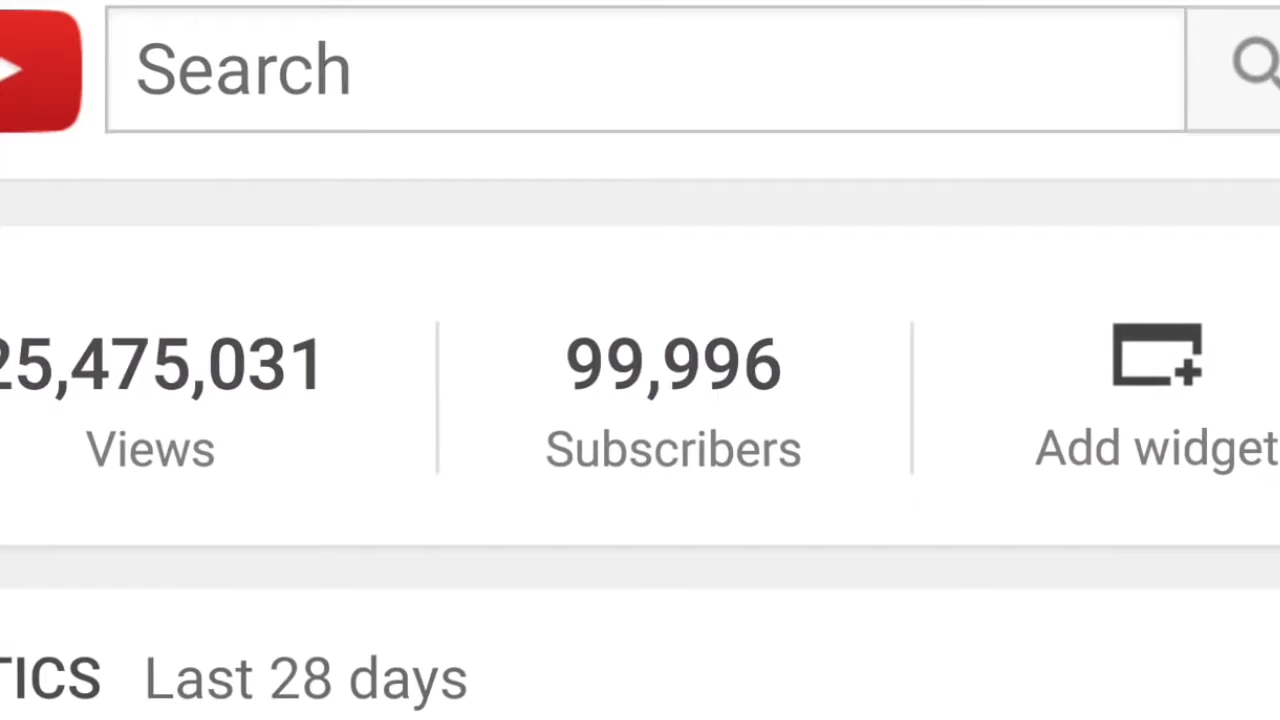 Search
25,475,031
99,996
Views
Subscribers
Add widget
TICS Last 28 days